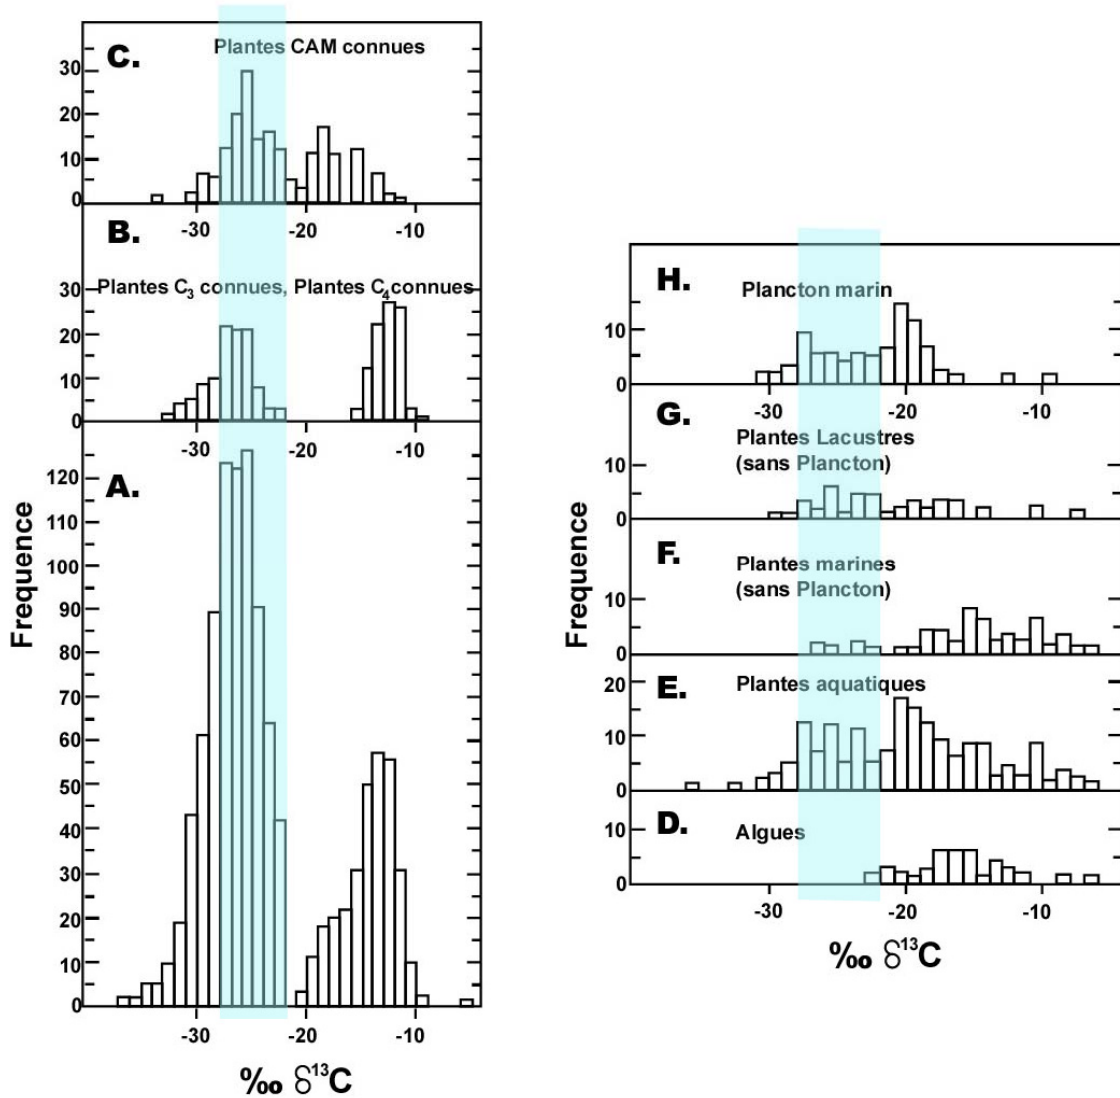 C.
Plantes CAM connues
30
20
10
0
-30 -20 -10
B.
30
Plantes C3 connues, Plantes C4 connues
20
10
0
-30 -20 -10
A.
120
110
100
90
80
70
60
50
40
30
20
10
0
-30 -20 -10
Frequence
‰ δ13C
H.
Plancton marin
10
0
-30 -20 -10
G.
Plantes Lacustres
(sans Plancton)
10
0
F.
Plantes marines
(sans Plancton)
10
0
E.
Plantes aquatiques
20
10
0
D.
Algues
10
0
-30 -20 -10
Frequence
‰ δ13C